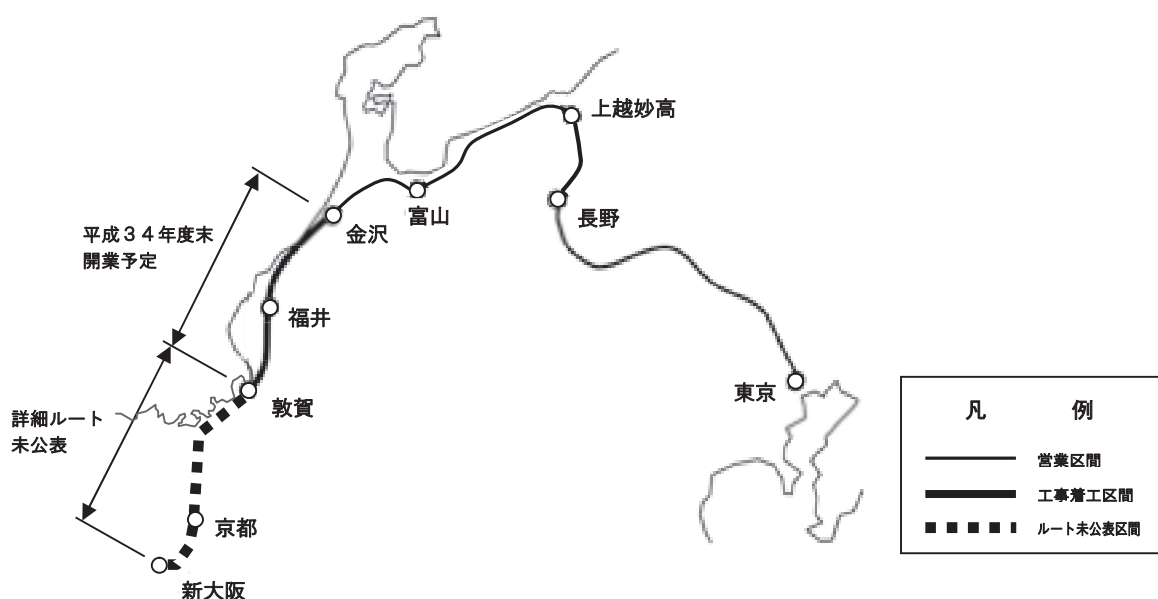 上越妙高
長野
富山
金沢
平成３４年度末
開業予定
福井
敦賀
東京
詳細ルート
未公表
京都
新大阪
凡　例
営業区間
工事着工区間
ルート未公表区間